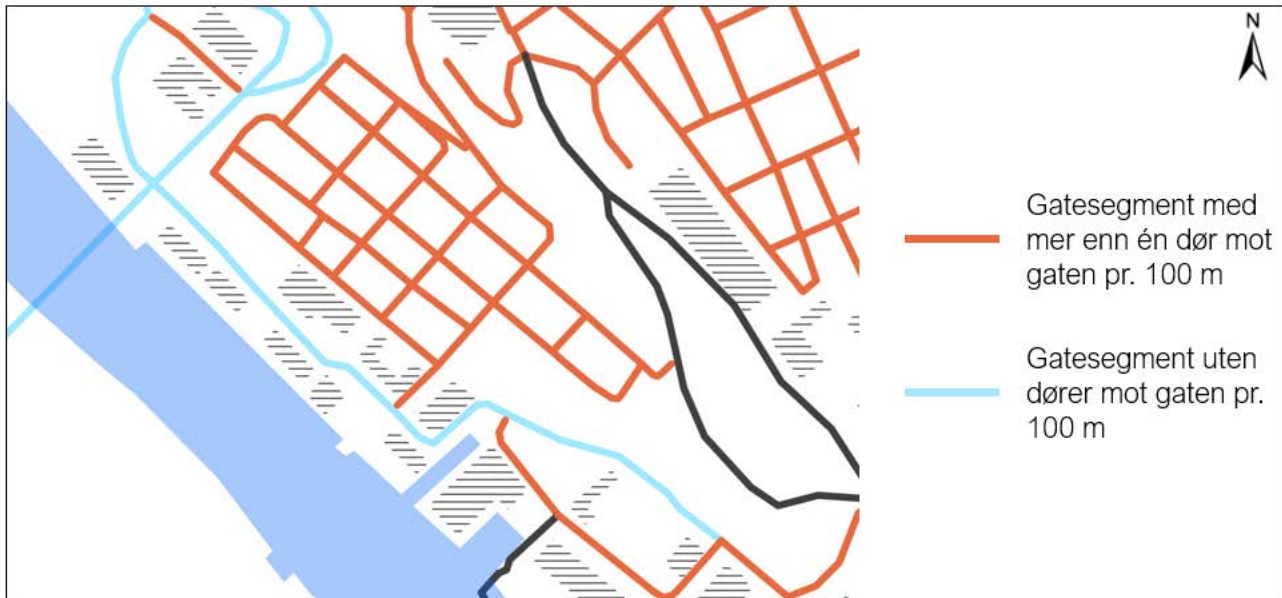 N
Gatesegment med
mer enn én dør mot
gaten pr. 100 m
Gatesegment uten
dører mot gaten pr.
100 m